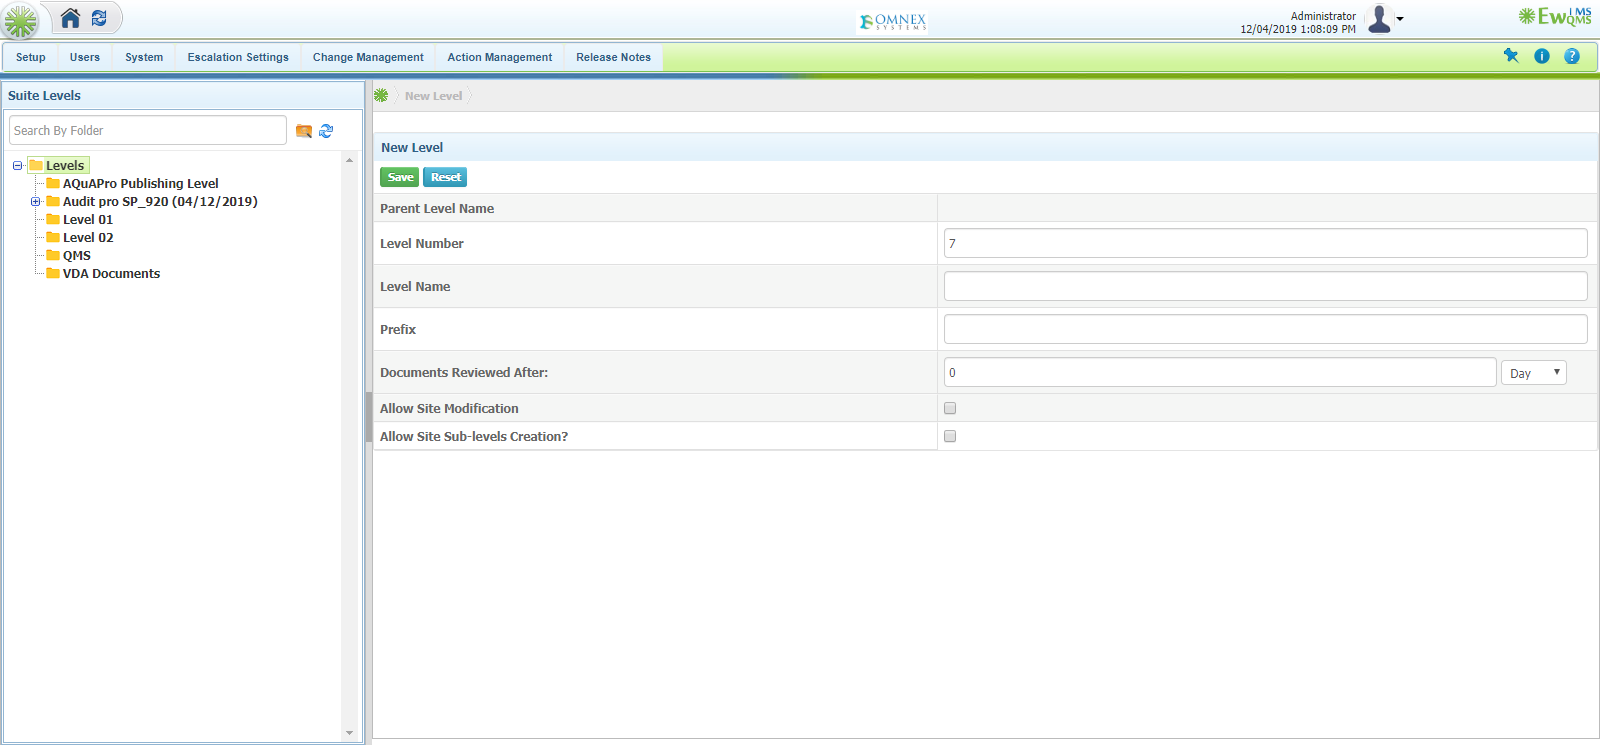 OMNEX
SYSTEMS
Administrator
12/04/2019 1:08:09 PM
EwIMS
QMS
Setup Users System Escalation Settings Change Management Action Management Release Notes
Suite Levels
New Level
Search By Folder
Levels
AQuAPro Publishing Level
Audit pro SP_920 (04/12/2019)
Level 01
Level 02
QMS
VDA Documents
New Level
Save Reset
Parent Level Name
Level Number 7
Level Name
Prefix
Documents Reviewed After: 0 Day
Allow Site Modification
Allow Site Sub-levels Creation?